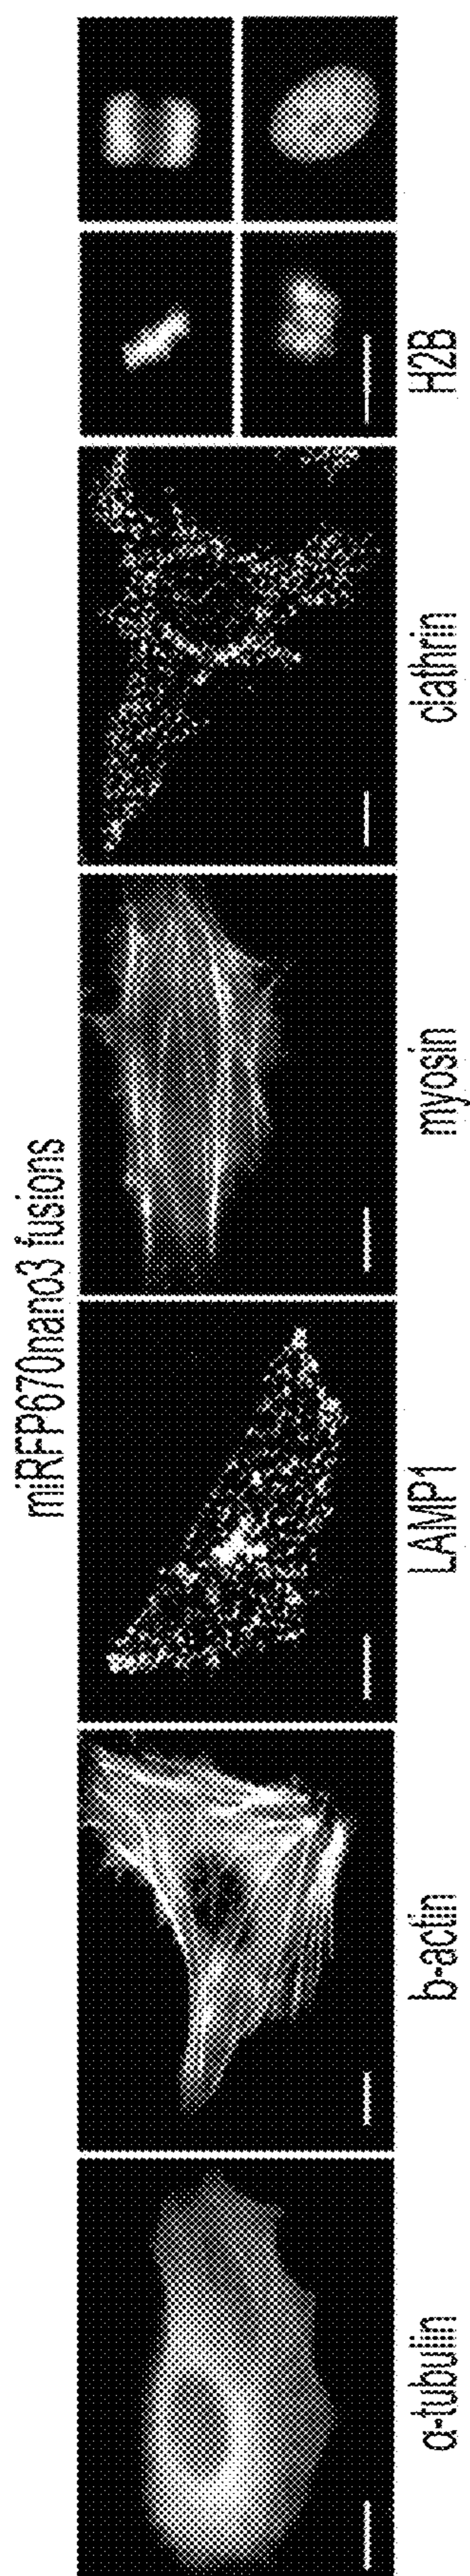 miRFP670nano3 fusions
α-tubulin
b-actin
LAMP1
myosin
clathrin
H2B